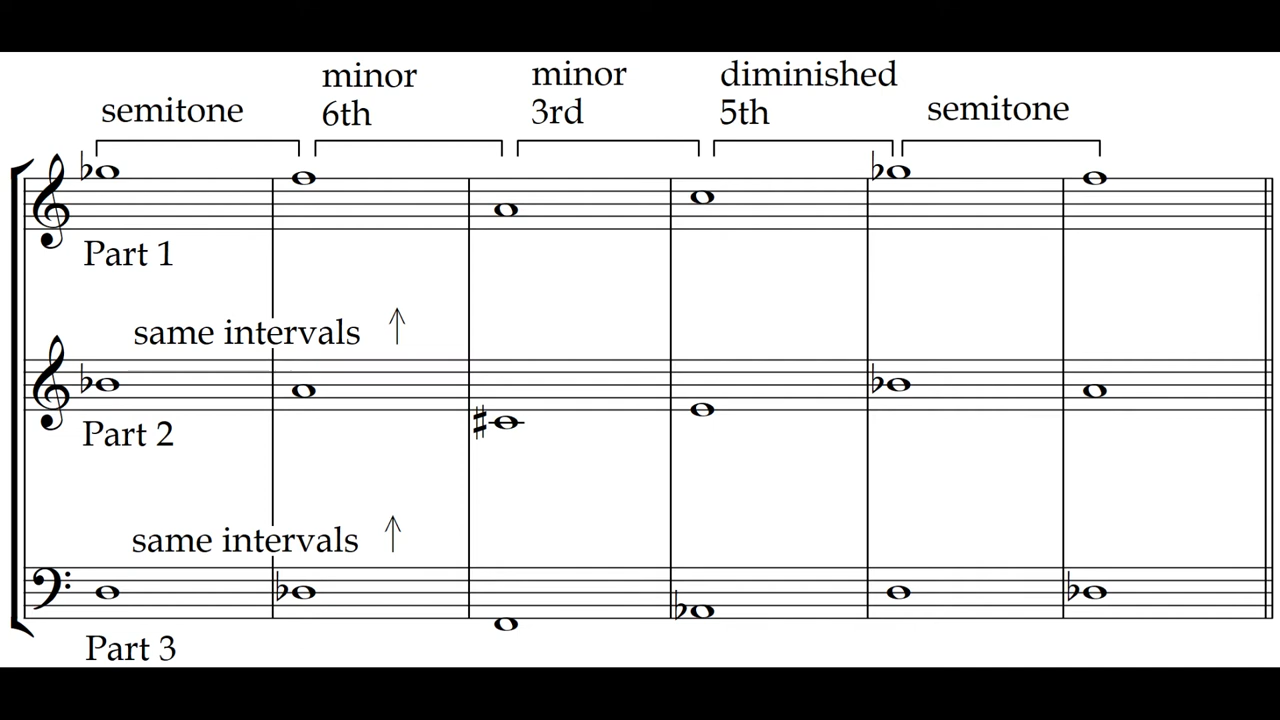 semitone
minor
6th
minor
3rd
diminished
5th
semitone
Part 1
same intervals ↑
Part 2
same intervals ↑
Part 3